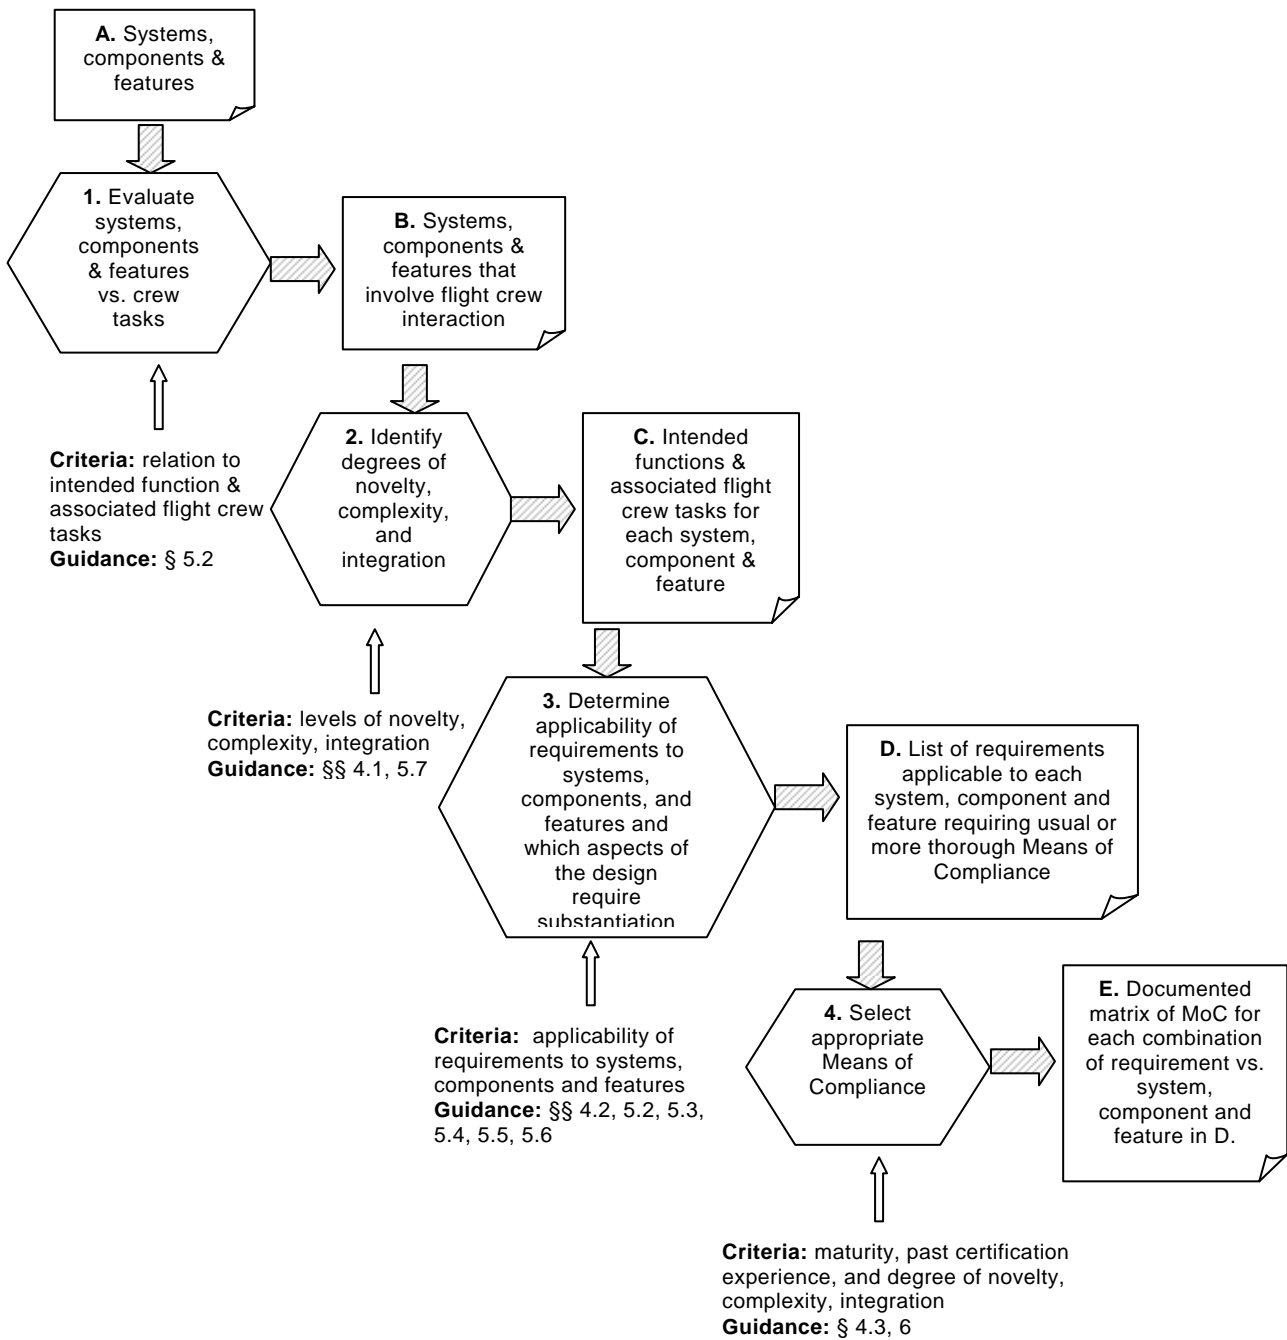 A. Systems,
components &
features
1. Evaluate
systems,
components
& features
vs. crew
tasks
B. Systems,
components &
features that
involve flight crew
interaction
Criteria: relation to
intended function &
associated flight crew
tasks
Guidance: § 5.2
2. Identify
degrees of
novelty,
complexity,
and
integration
C. Intended
functions &
associated flight
crew tasks for
each system,
component &
feature
Criteria: levels of novelty,
complexity, integration
Guidance: §§ 4.1, 5.7
3. Determine
applicability of
requirements to
systems,
components, and
features and
which aspects of
the design
require
substantiation
D. List of requirements
applicable to each
system, component and
feature requiring usual or
more thorough Means of
Compliance
Criteria: applicability of
requirements to systems,
components and features
Guidance: §§ 4.2, 5.2, 5.3,
5.4, 5.5, 5.6
4. Select
appropriate
Means of
Compliance
E. Documented
matrix of MoC for
each combination
of requirement vs.
system,
component and
feature in D.
Criteria: maturity, past certification
experience, and degree of novelty,
complexity, integration
Guidance: § 4.3, 6